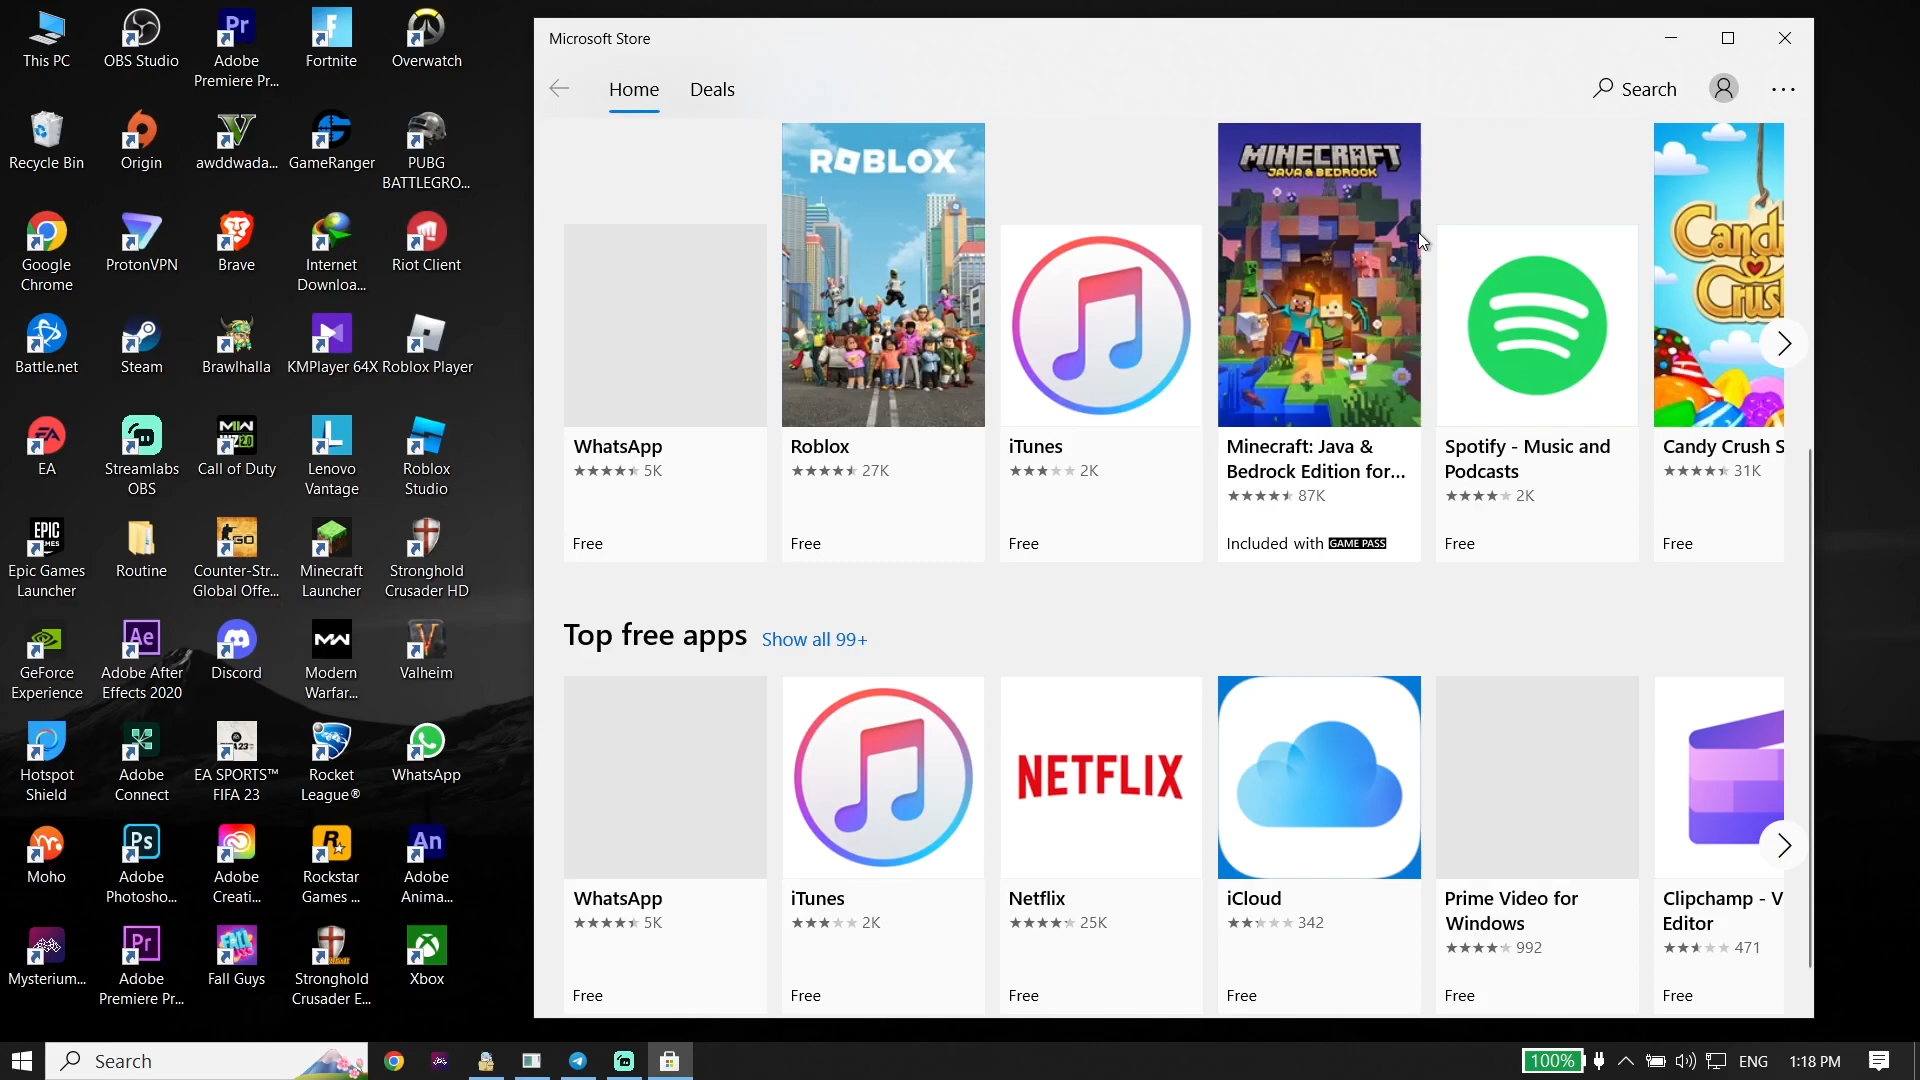 This PC
OBS Studio
Adobe
Premiere Pr...
Fortnite
Overwatch
Recycle Bin
Origin
awddwada...
GameRanger
PUBG
BATTLEGRO...
Google
Chrome
ProtonVPN
Brave
Internet
Downloa...
Riot Client
Battle.net
Steam
Brawlhalla
KMPlayer 64X
Roblox Player
EA
Streamlabs
OBS
Call of Duty
Lenovo
Vantage
Roblox
Studio
Epic Games
Launcher
Routine
Counter-Str...
Global Offe...
Minecraft
Launcher
Stronghold
Crusader HD
GeForce
Experience
Adobe After
Effects 2020
Discord
Modern
Warfar...
Valheim
Hotspot
Shield
Adobe
Connect
EA SPORTS™
FIFA 23
Rocket
League®
WhatsApp
Moho
Adobe
Photosho...
Adobe
Creati...
Rockstar
Games ...
Adobe
Anima...
Mysterium...
Adobe
Premiere Pr...
Fall Guys
Stronghold
Crusader E...
Xbox
Microsoft Store
Home
Deals
Search
ROBLOX
MINECRAFT
JAVA & BEDROCK
Candy
Crus
WhatsApp
5K
Free
Roblox
27K
Free
iTunes
2K
Free
Minecraft: Java &
Bedrock Edition for...
87K
Included with GAME PASS
Spotify - Music and
Podcasts
2K
Free
Candy Crush S
31K
Free
Top free apps Show all 99+
NETFLIX
WhatsApp
5K
Free
iTunes
2K
Free
Netflix
25K
Free
iCloud
342
Free
Prime Video for
Windows
992
Free
Clipchamp - V
Editor
471
Free
Search
100%
ENG
1:18 PM